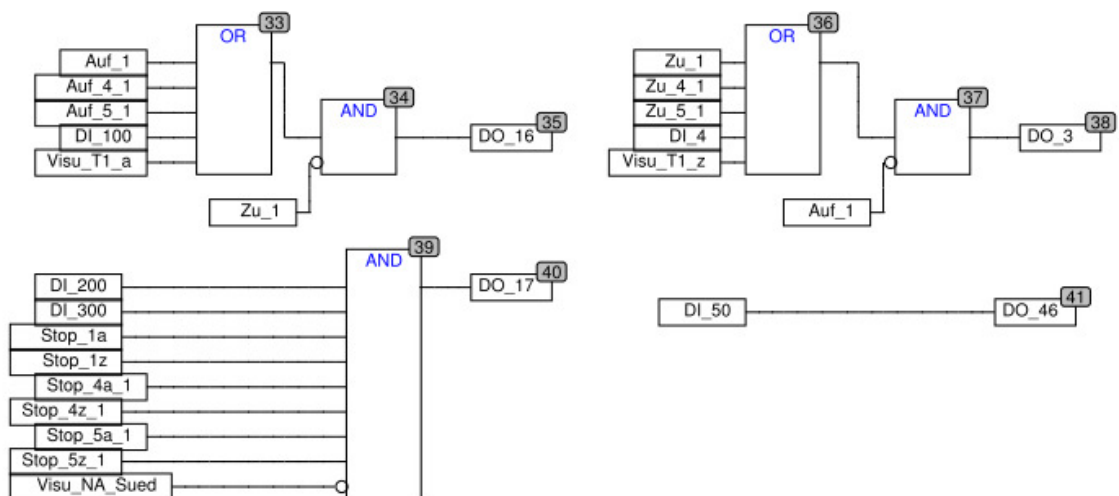 33
OR
Auf_1
Auf_4_1
Auf_5_1
DI_100
Visu_T1_a
34
AND
35
DO_16
Zu_1
36
OR
Zu_1
Zu_4_1
Zu_5_1
DI_4
Visu_T1_z
37
AND
38
DO_3
Auf_1
39
AND
DI_200
DI_300
Stop_1a
Stop_1z
Stop_4a_1
Stop_4z_1
Stop_5a_1
Stop_5z_1
Visu_NA_Sued
40
DO_17
DI_50
41
DO_46